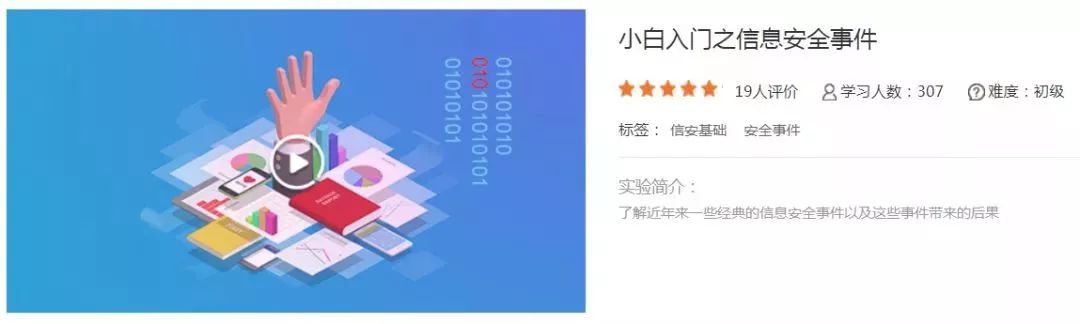 01010101
0101010101
01010101
小白入门之信息安全事件
19人评价
学习人数：307
难度：初级
标签： 信安基础 安全事件
实验简介：
了解近年来一些经典的信息安全事件以及这些事件带来的后果